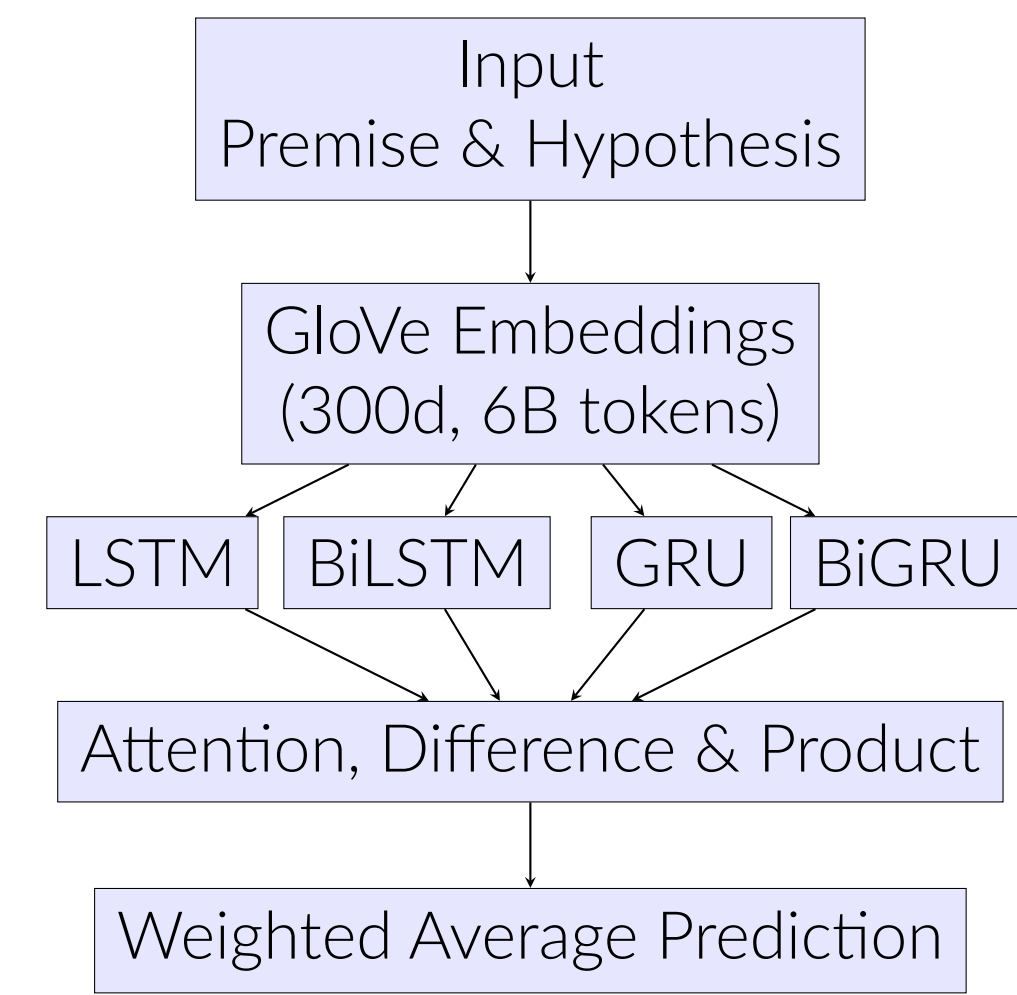 Input
Premise & Hypothesis
GloVe Embeddings
(300d, 6B tokens)
LSTM
BiLSTM
GRU
BiGRU
Attention, Difference & Product
Weighted Average Prediction